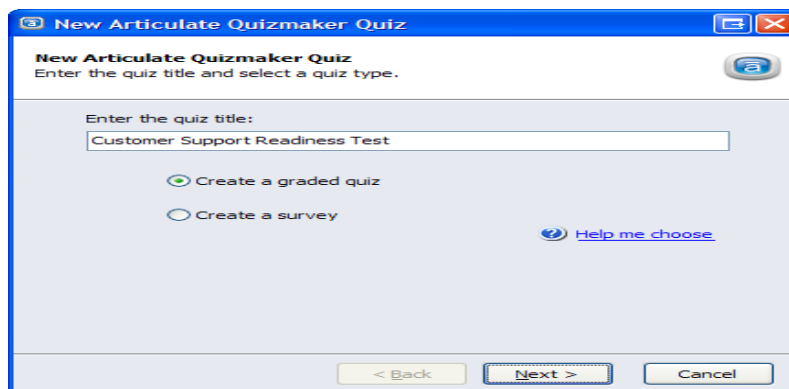 New Articulate Quizmaker Quiz
New Articulate Quizmaker Quiz
Enter the quiz title and select a quiz type.
Enter the quiz title:
Customer Support Readiness Test
Create a graded quiz
Create a survey
Help me choose
< Back Next > Cancel